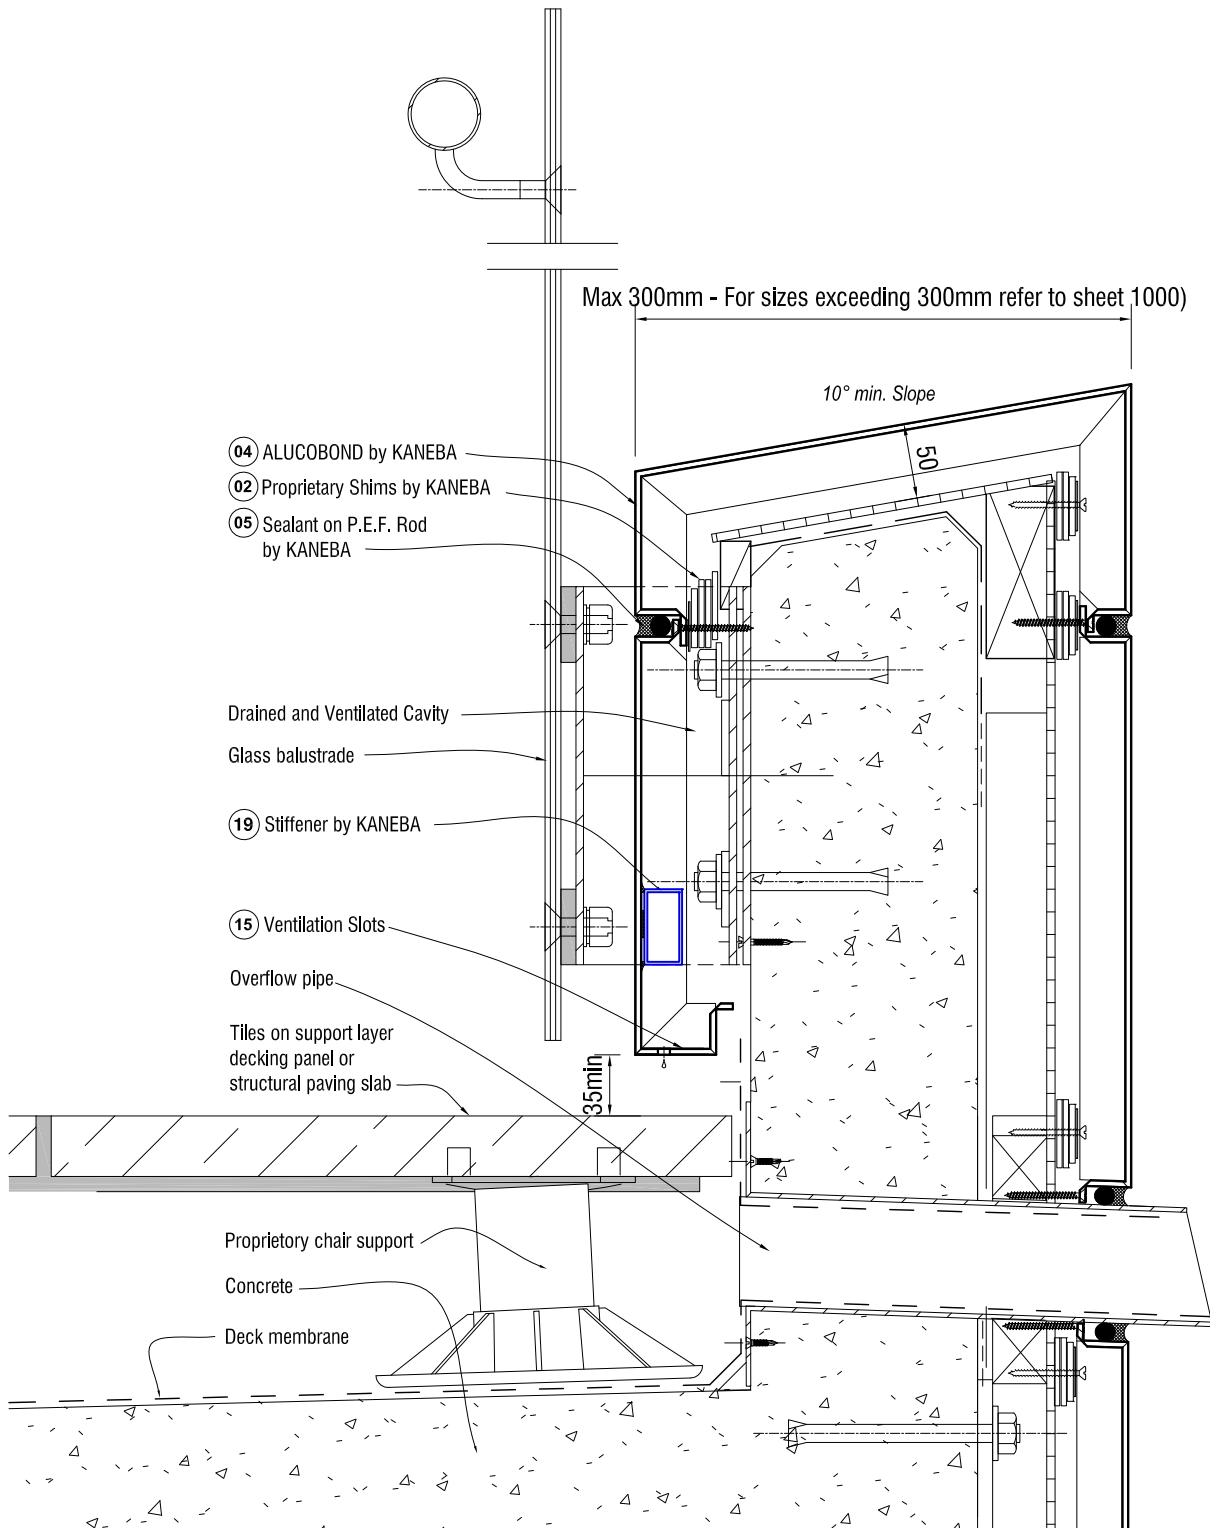 Max 300mm - For sizes exceeding 300mm refer to sheet 1000)
10° min. Slope
50
04 ALUCOBOND by KANEBA
02 Proprietary Shims by KANEBA
05 Sealant on P.E.F. Rod
by KANEBA
Drained and Ventilated Cavity
Glass balustrade
19 Stiffener by KANEBA
15 Ventilation Slots
Overflow pipe
Tiles on support layer
decking panel or
structural paving slab
35min
Proprietory chair support
Concrete
Deck membrane